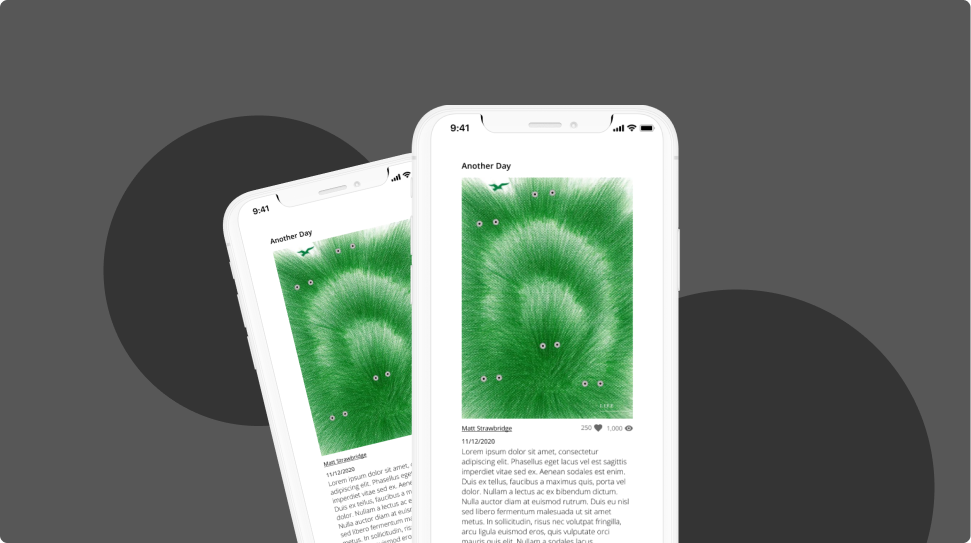 9:41
Another Day
Matt Strawbridge
11/12/2020
Lorem ipsum dolor sit amet, c
adipiscing elit. Phasellus ege
imperdiet vitae sed ex. Aenea
Duis ex tellus, faucibus a m
dolor. Nullam a lectus ac e
Nulla auctor diam at euis
sed libero fermentum mal
metus. In sollicitudin, risu
arcu ligula euismod ero
9:41
Another Day
Matt Strawbridge 250 1,000
11/12/2020
Lorem ipsum dolor sit amet, consectetur
adipiscing elit. Phasellus eget lacus vel est sagittis
imperdiet vitae sed ex. Aenean sodales est enim.
Duis ex tellus, faucibus a maximus quis, porta vel
dolor. Nullam a lectus ac ex bibendum dictum.
Nulla auctor diam at euismod rutrum. Duis eu nisl
sed libero fermentum malesuada ut sit amet
metus. In sollicitudin, risus nec volutpat fringilla,
arcu ligula euismod eros, quis vulputate orci
mauris quis elit. Nullam a lacus